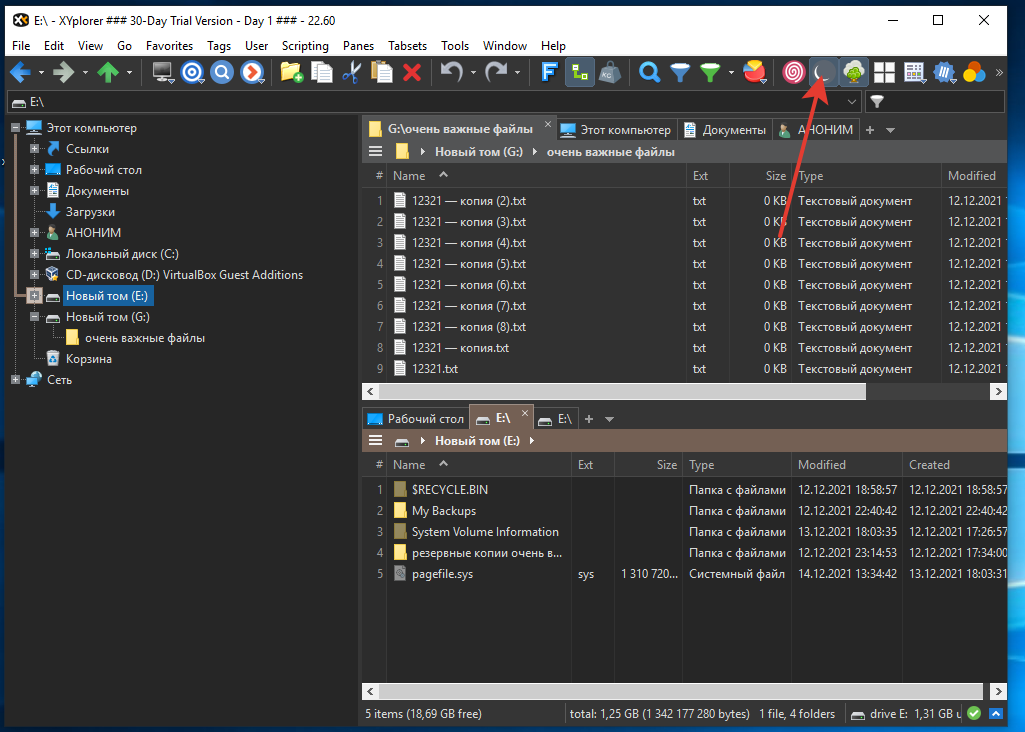 E:\ - XYplorer ### 30-Day Trial Version - Day 1 ### - 22.60
File Edit View Go Favorites Tags User Scripting Panes Tabsets Tools Window Help
E:\
Этот компьютер
Ссылки
Рабочий стол
Документы
Загрузки
АНОНИМ
Локальный диск (C:)
CD-дисковод (D:) VirtualBox Guest Additions
Новый том (E:)
Новый том (G:)
очень важные файлы
Корзина
Сеть
G:\очень важные файлы Этот компьютер Документы АНОНИМ
Новый том (G:) очень важные файлы
# Name Ext Size Type Modified
1 12321 — копия (2).txt txt 0 KB Текстовый документ 12.12.2021
2 12321 — копия (3).txt txt 0 KB Текстовый документ 12.12.2021
3 12321 — копия (4).txt txt 0 KB Текстовый документ 12.12.2021
4 12321 — копия (5).txt txt 0 KB Текстовый документ 12.12.2021
5 12321 — копия (6).txt txt 0 KB Текстовый документ 12.12.2021
6 12321 — копия (7).txt txt 0 KB Текстовый документ 12.12.2021
7 12321 — копия (8).txt txt 0 KB Текстовый документ 12.12.2021
8 12321 — копия.txt txt 0 KB Текстовый документ 12.12.2021
9 12321.txt txt 0 KB Текстовый документ 12.12.2021
Рабочий стол E:\ E:\
Новый том (E:)
# Name Ext Size Type Modified Created
1 $RECYCLE.BIN Папка с файлами 12.12.2021 18:58:57 12.12.2021 18:58:57
2 My Backups Папка с файлами 12.12.2021 22:40:42 12.12.2021 22:40:42
3 System Volume Information Папка с файлами 13.12.2021 18:03:35 12.12.2021 17:26:57
4 резервные копии очень в... Папка с файлами 12.12.2021 23:14:53 12.12.2021 17:34:00
5 pagefile.sys sys 1 310 720... Системный файл 14.12.2021 13:34:42 13.12.2021 18:03:31
5 items (18,69 GB free) total: 1,25 GB (1 342 177 280 bytes) 1 file, 4 folders drive E: 1,31 GB u